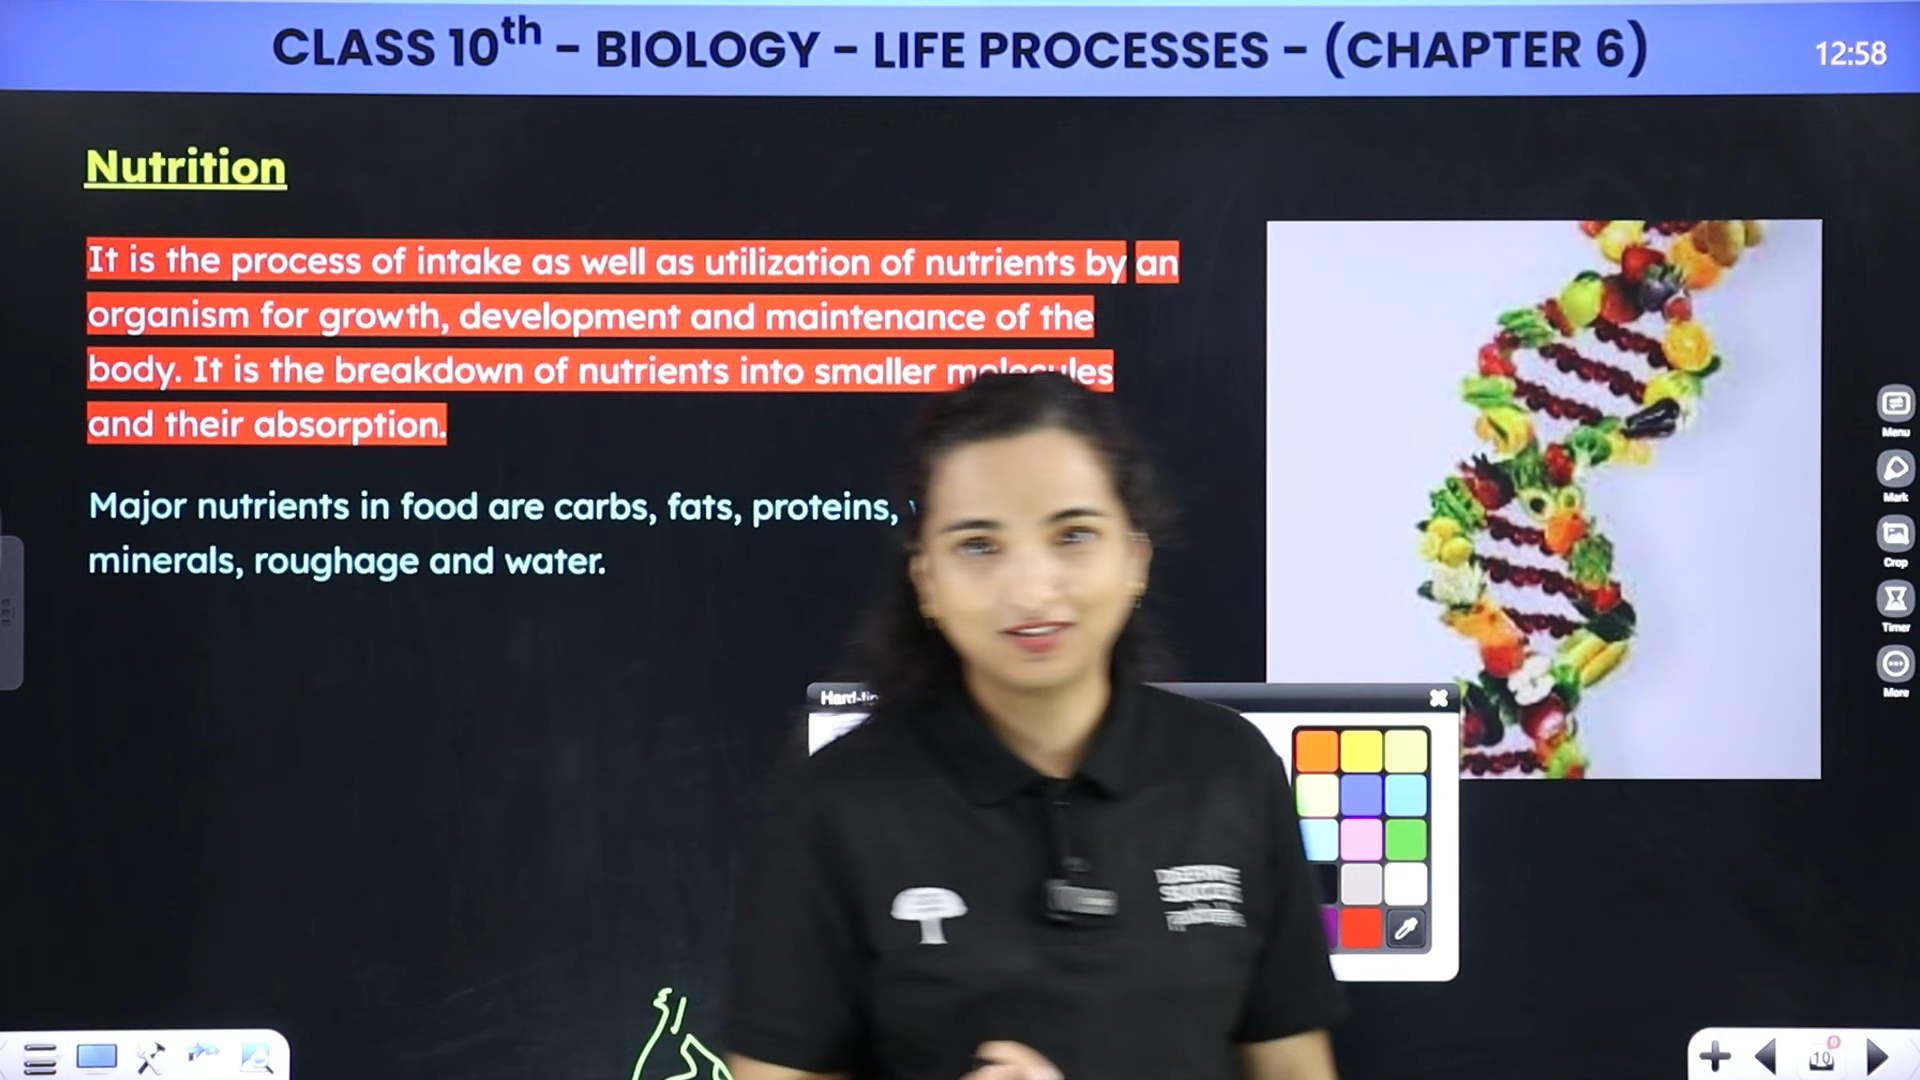 CLASS 10th - BIOLOGY - LIFE PROCESSES - (CHAPTER 6)
12:58
Nutrition
It is the process of intake as well as utilization of nutrients by an
organism for growth, development and maintenance of the
body. It is the breakdown of nutrients into smaller molecules
and their absorption.
Major nutrients in food are carbs, fats, proteins,
minerals, roughage and water.
Menu
Mark
Crop
Timer
More
10